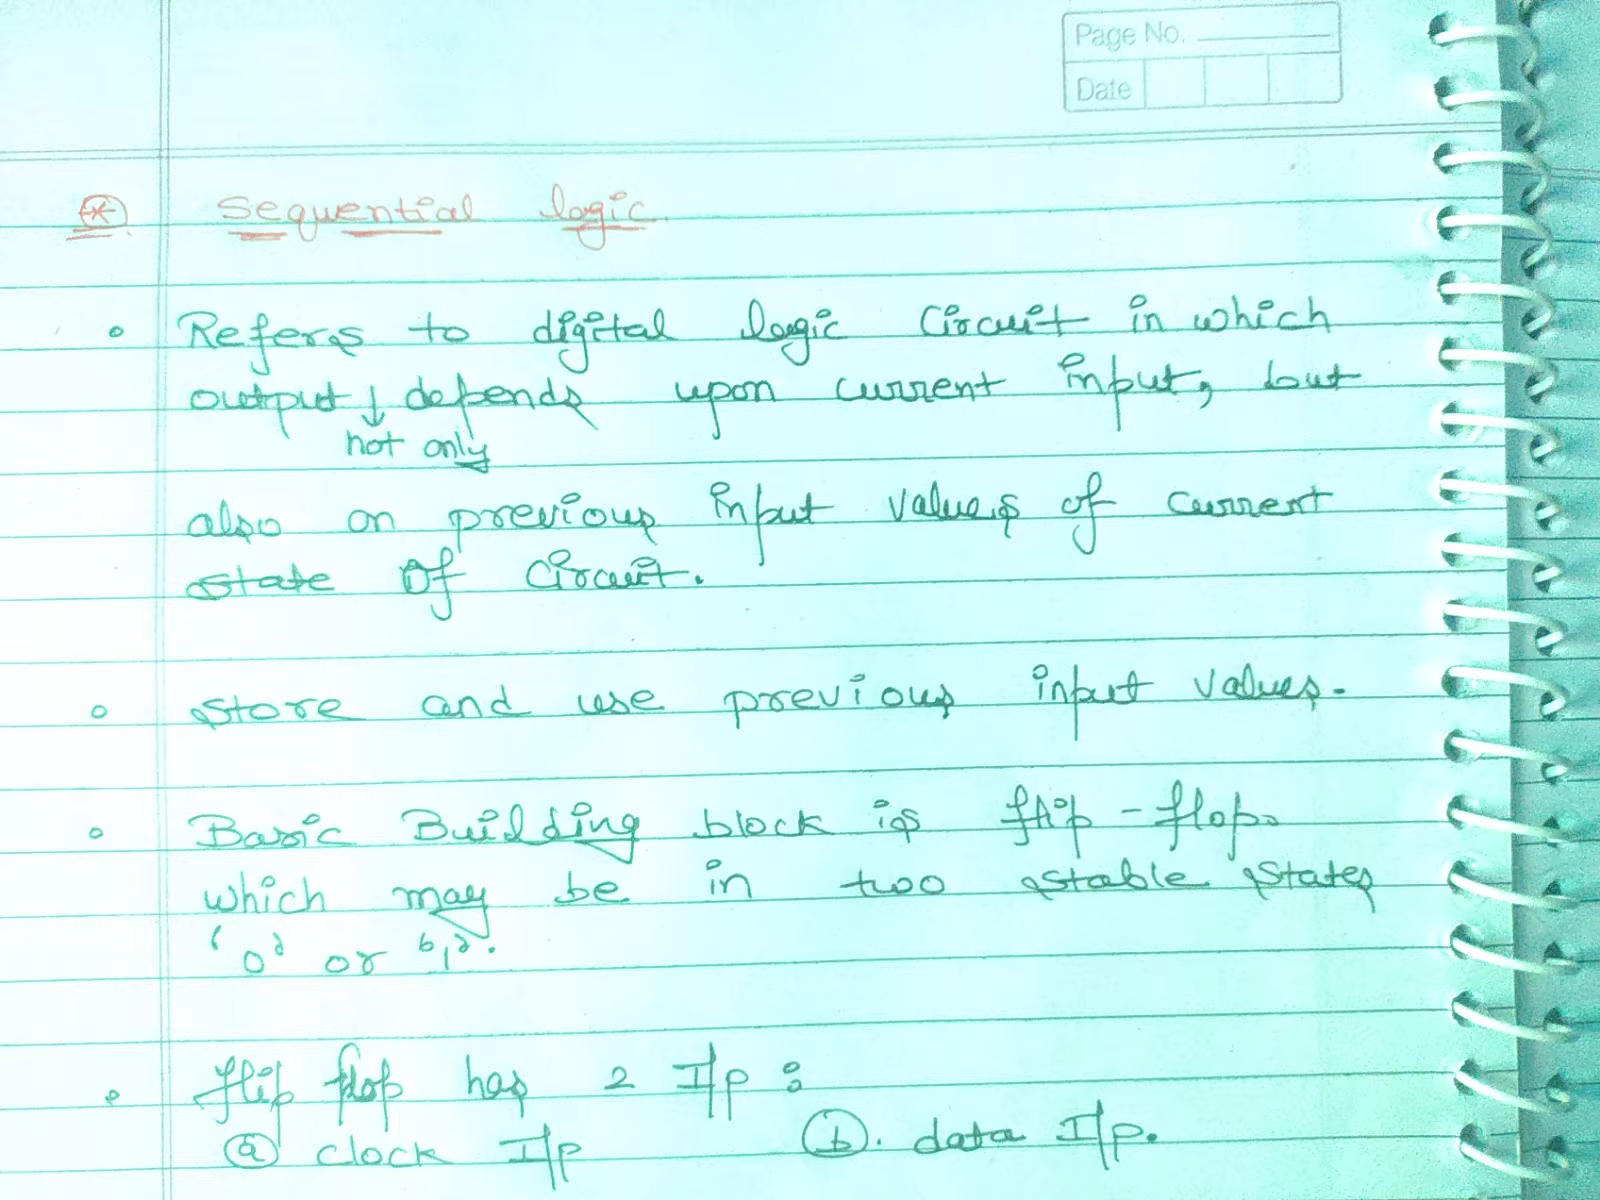 Page No.
Date
* Sequential logic
Refers to digital logic circuit in which
output ↓ depends upon current input, but
not only
also on previous input values of current
state of circuit.
store and use previous input values.
Basic Building block is flip-flop.
which may be in two stable states
'0' or '1'.
flip flop has 2 I/p :
(a) clock I/p (b). data I/p.